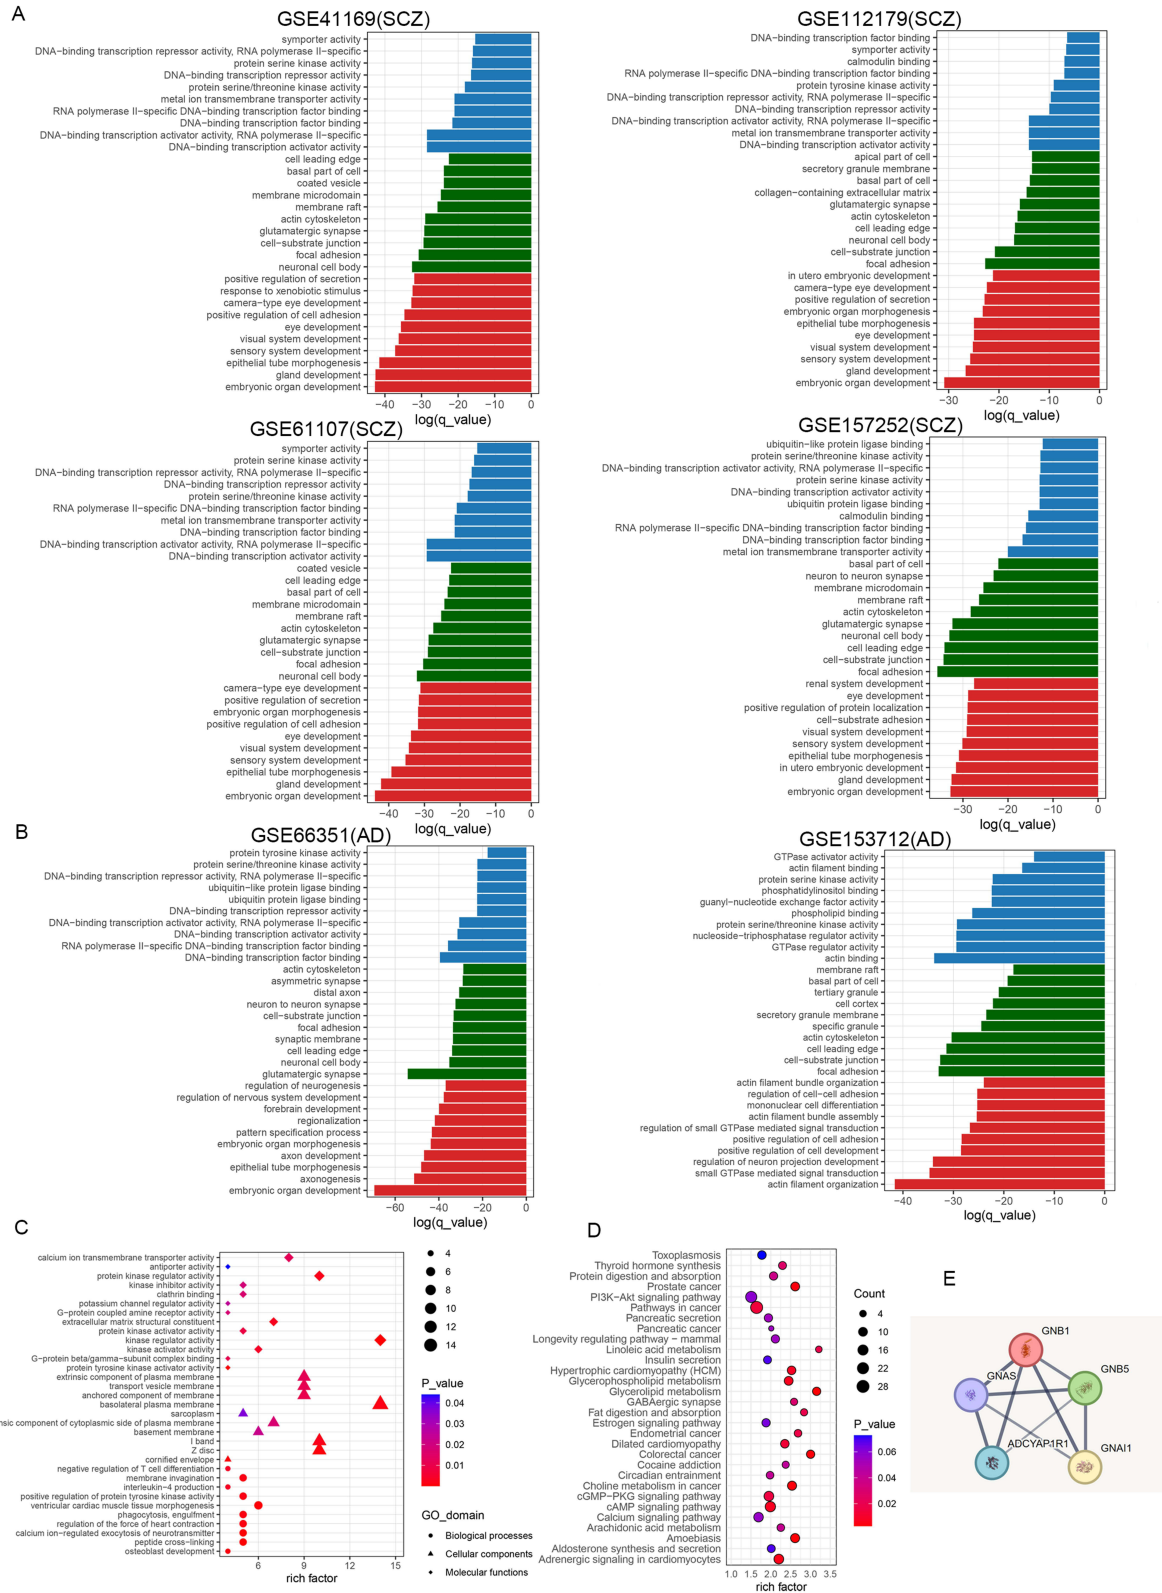 A
GSE41169(SCZ)
symporter activity
DNA−binding transcription repressor activity, RNA polymerase II−specific
protein serine kinase activity
DNA−binding transcription repressor activity
protein serine/threonine kinase activity
metal ion transmembrane transporter activity
RNA polymerase II−specific DNA−binding transcription factor binding
DNA−binding transcription factor binding
DNA−binding transcription activator activity, RNA polymerase II−specific
DNA−binding transcription activator activity
cell leading edge
basal part of cell
coated vesicle
membrane microdomain
membrane raft
actin cytoskeleton
glutamatergic synapse
cell−substrate junction
focal adhesion
neuronal cell body
positive regulation of secretion
response to xenobiotic stimulus
camera−type eye development
positive regulation of cell adhesion
eye development
visual system development
sensory system development
epithelial tube morphogenesis
gland development
embryonic organ development
−40 −30 −20 −10 0
log(q_value)
GSE112179(SCZ)
DNA−binding transcription factor binding
symporter activity
calmodulin binding
RNA polymerase II−specific DNA−binding transcription factor binding
protein tyrosine kinase activity
DNA−binding transcription repressor activity, RNA polymerase II−specific
DNA−binding transcription repressor activity
DNA−binding transcription activator activity, RNA polymerase II−specific
metal ion transmembrane transporter activity
DNA−binding transcription activator activity
apical part of cell
secretory granule membrane
basal part of cell
collagen−containing extracellular matrix
glutamatergic synapse
actin cytoskeleton
cell leading edge
neuronal cell body
cell−substrate junction
focal adhesion
in utero embryonic development
camera−type eye development
positive regulation of secretion
embryonic organ morphogenesis
epithelial tube morphogenesis
eye development
visual system development
sensory system development
gland development
embryonic organ development
−30 −20 −10 0
log(q_value)
GSE61107(SCZ)
symporter activity
protein serine kinase activity
DNA−binding transcription repressor activity, RNA polymerase II−specific
DNA−binding transcription repressor activity
protein serine/threonine kinase activity
RNA polymerase II−specific DNA−binding transcription factor binding
metal ion transmembrane transporter activity
DNA−binding transcription factor binding
DNA−binding transcription activator activity, RNA polymerase II−specific
DNA−binding transcription activator activity
coated vesicle
cell leading edge
basal part of cell
membrane microdomain
membrane raft
actin cytoskeleton
glutamatergic synapse
cell−substrate junction
focal adhesion
neuronal cell body
camera−type eye development
positive regulation of secretion
embryonic organ morphogenesis
positive regulation of cell adhesion
eye development
visual system development
sensory system development
epithelial tube morphogenesis
gland development
embryonic organ development
−40 −30 −20 −10 0
log(q_value)
GSE157252(SCZ)
ubiquitin−like protein ligase binding
protein serine/threonine kinase activity
DNA−binding transcription activator activity, RNA polymerase II−specific
protein serine kinase activity
DNA−binding transcription activator activity
ubiquitin protein ligase binding
calmodulin binding
RNA polymerase II−specific DNA−binding transcription factor binding
DNA−binding transcription factor binding
metal ion transmembrane transporter activity
basal part of cell
neuron to neuron synapse
membrane microdomain
membrane raft
actin cytoskeleton
glutamatergic synapse
neuronal cell body
cell leading edge
cell−substrate junction
focal adhesion
renal system development
eye development
positive regulation of protein localization
cell−substrate adhesion
visual system development
sensory system development
epithelial tube morphogenesis
in utero embryonic development
gland development
embryonic organ development
−30 −20 −10 0
log(q_value)
B
GSE66351(AD)
protein tyrosine kinase activity
protein serine/threonine kinase activity
DNA−binding transcription repressor activity, RNA polymerase II−specific
ubiquitin−like protein ligase binding
ubiquitin protein ligase binding
DNA−binding transcription repressor activity
DNA−binding transcription activator activity, RNA polymerase II−specific
DNA−binding transcription activator activity
RNA polymerase II−specific DNA−binding transcription factor binding
DNA−binding transcription factor binding
actin cytoskeleton
asymmetric synapse
distal axon
neuron to neuron synapse
cell−substrate junction
focal adhesion
synaptic membrane
cell leading edge
neuronal cell body
glutamatergic synapse
regulation of neurogenesis
regulation of nervous system development
forebrain development
regionalization
pattern specification process
embryonic organ morphogenesis
axon development
epithelial tube morphogenesis
axonogenesis
embryonic organ development
−60 −40 −20 0
log(q_value)
GSE153712(AD)
GTPase activator activity
actin filament binding
protein serine kinase activity
phosphatidylinositol binding
guanyl−nucleotide exchange factor activity
phospholipid binding
protein serine/threonine kinase activity
nucleoside−triphosphatase regulator activity
GTPase regulator activity
actin binding
membrane raft
basal part of cell
tertiary granule
cell cortex
secretory granule membrane
specific granule
actin cytoskeleton
cell leading edge
cell−substrate junction
focal adhesion
actin filament bundle organization
regulation of cell−cell adhesion
mononuclear cell differentiation
actin filament bundle assembly
regulation of small GTPase mediated signal transduction
positive regulation of cell adhesion
positive regulation of cell development
regulation of neuron projection development
small GTPase mediated signal transduction
actin filament organization
−40 −30 −20 −10 0
log(q_value)
C
calcium ion transmembrane transporter activity
antiporter activity
protein kinase regulator activity
kinase inhibitor activity
clathrin binding
potassium channel regulator activity
G−protein coupled amine receptor activity
extracellular matrix structural constituent
protein kinase activator activity
kinase regulator activity
kinase activator activity
G−protein beta/gamma−subunit complex binding
protein tyrosine kinase activator activity
extrinsic component of plasma membrane
transport vesicle membrane
anchored component of membrane
basolateral plasma membrane
sarcoplasm
nsic component of cytoplasmic side of plasma membrane
basement membrane
I band
Z disc
cornified envelope
negative regulation of T cell differentiation
membrane invagination
interleukin−4 production
positive regulation of protein tyrosine kinase activity
ventricular cardiac muscle tissue morphogenesis
phagocytosis, engulfment
regulation of the force of heart contraction
calcium ion−regulated exocytosis of neurotransmitter
peptide cross−linking
osteoblast development
6 9 12 15
rich factor
4
6
8
10
12
14
P_value
0.04
0.03
0.02
0.01
GO_domain
Biological processes
Cellular components
Molecular functions
D
Toxoplasmosis
Thyroid hormone synthesis
Protein digestion and absorption
Prostate cancer
PI3K−Akt signaling pathway
Pathways in cancer
Pancreatic secretion
Pancreatic cancer
Longevity regulating pathway − mammal
Linoleic acid metabolism
Insulin secretion
Hypertrophic cardiomyopathy (HCM)
Glycerophospholipid metabolism
Glycerolipid metabolism
GABAergic synapse
Fat digestion and absorption
Estrogen signaling pathway
Endometrial cancer
Dilated cardiomyopathy
Colorectal cancer
Cocaine addiction
Circadian entrainment
Choline metabolism in cancer
cGMP−PKG signaling pathway
cAMP signaling pathway
Calcium signaling pathway
Arachidonic acid metabolism
Amoebiasis
Aldosterone synthesis and secretion
Adrenergic signaling in cardiomyocytes
1.0 1.5 2.0 2.5 3.0 3.5
rich factor
Count
4
10
16
22
28
P_value
0.06
0.04
0.02
E
GNB1
GNB5
GNAS
ADCYAP1R1
GNAI1